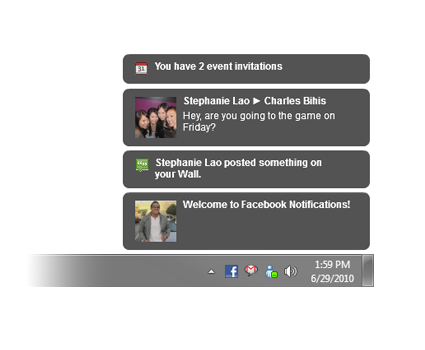 You have 2 event invitations
Stephanie Lao ► Charles Bihis
Hey, are you going to the game on
Friday?
Stephanie Lao posted something on
your Wall.
Welcome to Facebook Notifications!
1:59 PM
6/29/2010